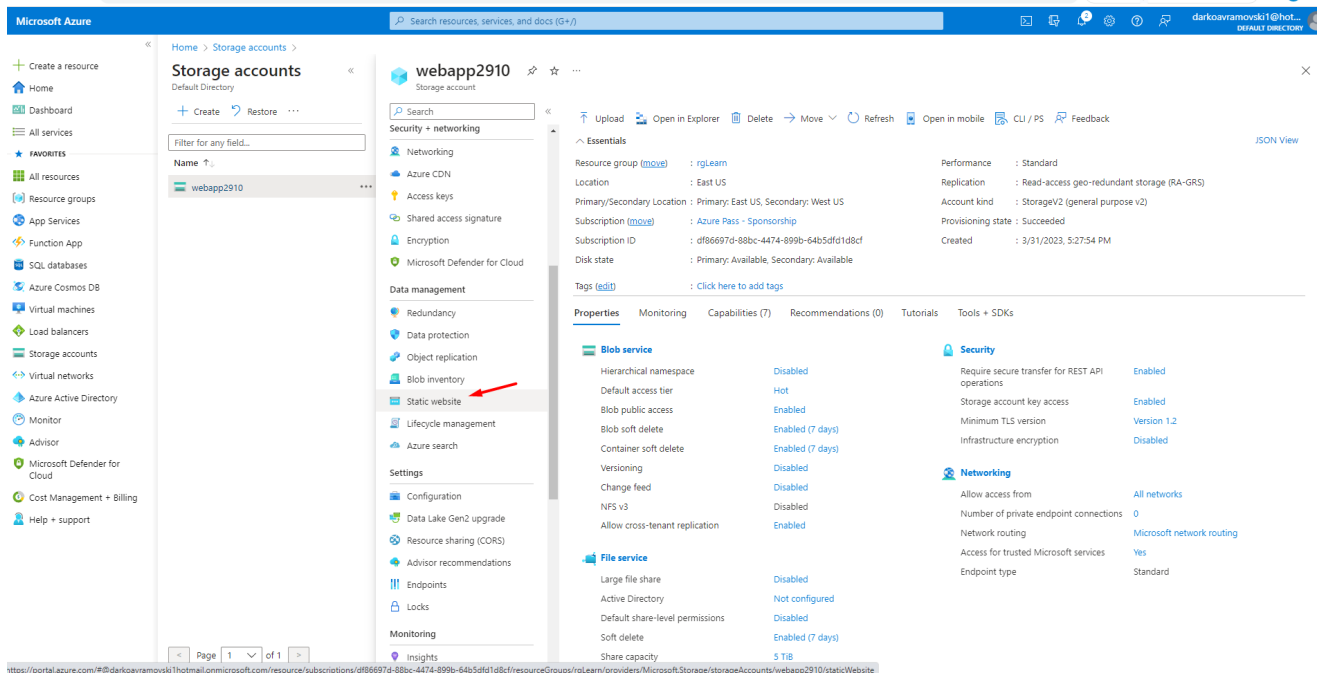 Microsoft Azure
Search resources, services, and docs (G+/)
2
darkoavramovski1@hot...
DEFAULT DIRECTORY
Create a resource
Home
Dashboard
All services
FAVORITES
All resources
Resource groups
App Services
Function App
SQL databases
Azure Cosmos DB
Virtual machines
Load balancers
Storage accounts
Virtual networks
Azure Active Directory
Monitor
Advisor
Microsoft Defender for
Cloud
Cost Management + Billing
Help + support
Home > Storage accounts >
Storage accounts
Default Directory
Create
Restore
Filter for any field...
Name ↑↓
webapp2910
< Page 1 of 1 >
webapp2910
Storage account
Search
Security + networking
Networking
Azure CDN
Access keys
Shared access signature
Encryption
Microsoft Defender for Cloud
Data management
Redundancy
Data protection
Object replication
Blob inventory
Static website
Lifecycle management
Azure search
Settings
Configuration
Data Lake Gen2 upgrade
Resource sharing (CORS)
Advisor recommendations
Endpoints
Locks
Monitoring
Insights
Upload Open in Explorer Delete Move Refresh Open in mobile CLI / PS Feedback
Essentials
JSON View
Resource group (move) : rgLearn
Location : East US
Primary/Secondary Location : Primary: East US, Secondary: West US
Subscription (move) : Azure Pass - Sponsorship
Subscription ID : df86697d-88bc-4474-899b-64b5dfd1d8cf
Disk state : Primary: Available, Secondary: Available
Tags (edit) : Click here to add tags
Performance : Standard
Replication : Read-access geo-redundant storage (RA-GRS)
Account kind : StorageV2 (general purpose v2)
Provisioning state : Succeeded
Created : 3/31/2023, 5:27:54 PM
Properties Monitoring Capabilities (7) Recommendations (0) Tutorials Tools + SDKs
Blob service
Hierarchical namespace Disabled
Default access tier Hot
Blob public access Enabled
Blob soft delete Enabled (7 days)
Container soft delete Enabled (7 days)
Versioning Disabled
Change feed Disabled
NFS v3 Disabled
Allow cross-tenant replication Enabled
File service
Large file share Disabled
Active Directory Not configured
Default share-level permissions Disabled
Soft delete Enabled (7 days)
Share capacity 5 TiB
Security
Require secure transfer for REST API
operations Enabled
Storage account key access Enabled
Minimum TLS version Version 1.2
Infrastructure encryption Disabled
Networking
Allow access from All networks
Number of private endpoint connections 0
Network routing Microsoft network routing
Access for trusted Microsoft services Yes
Endpoint type Standard
https://portal.azure.com/#@darkoavramovski1hotmail.onmicrosoft.com/resource/subscriptions/df86697d-88bc-4474-899b-64b5dfd1d8cf/resourceGroups/rgLearn/providers/Microsoft.Storage/storageAccounts/webapp2910/staticWebsite